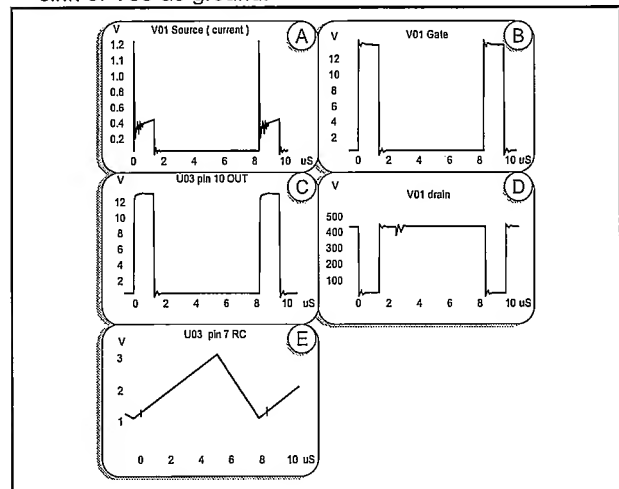 ground.
V
V01 Source ( current )
A
1.2
1.1
1.0
0.8
0.6
0.4
0.2
0 2 4 6 8 10 uS
V
V01 Gate
B
12
10
8
6
4
2
0 2 4 6 8 10 uS
V
U03 pin 10 OUT
C
12
10
8
6
4
2
0 2 4 6 8 10 uS
V
V01 drain
D
500
400
300
200
100
0 2 4 6 8 10 uS
V
U03 pin 7 RC
E
3
2
1
0 2 4 6 8 10 uS